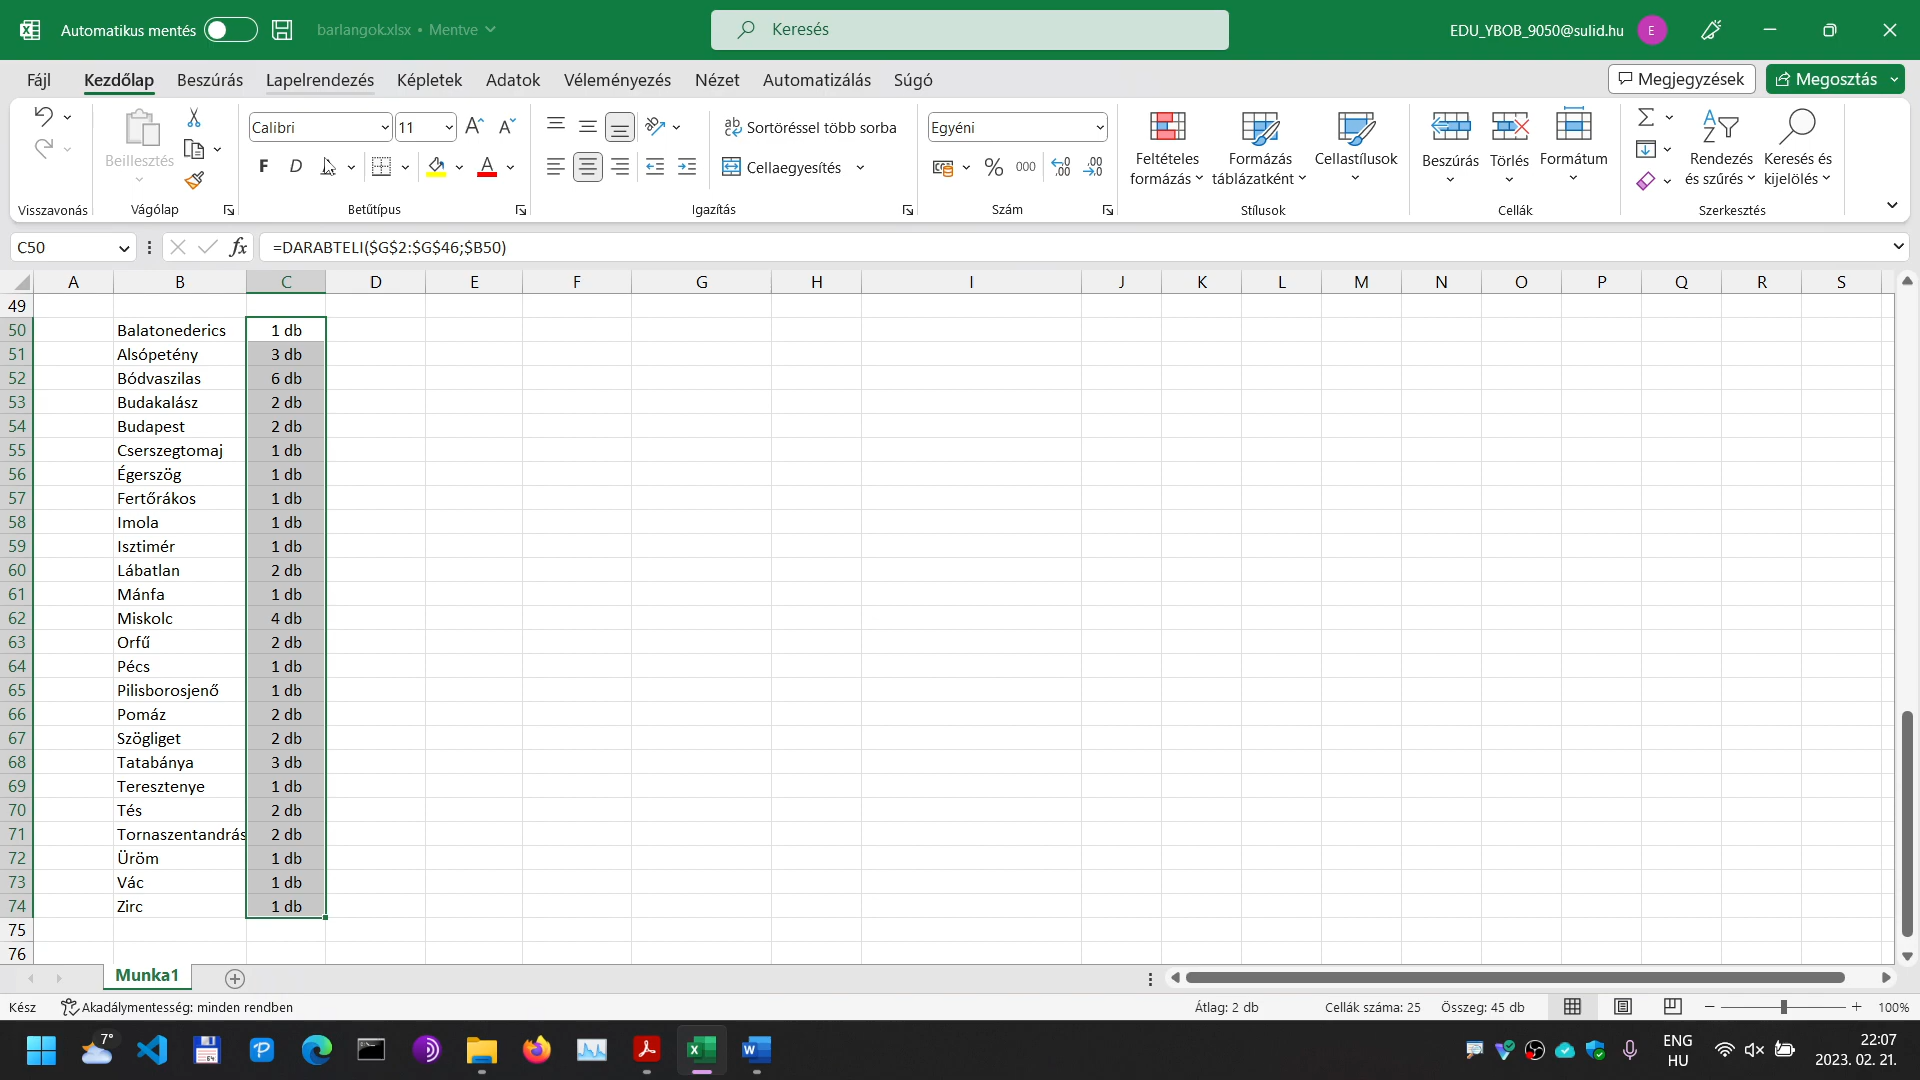 Automatikus mentés
barlangok.xlsx • Mentve
Keresés
EDU_YBOB_9050@sulid.hu
E
Fájl Kezdőlap Beszúrás Lapelrendezés Képletek Adatok Véleményezés Nézet Automatizálás Súgó
Megjegyzések
Megosztás
Beillesztés
Calibri
11
Sortöréssel több sorba
Egyéni
F D
Cellaegyesítés
% 000
Feltételes formázás
Formázás táblázatként
Cellastílusok
Beszúrás
Törlés
Formátum
Rendezés és szűrés
Keresés és kijelölés
Visszavonás Vágólap Betűtípus Igazítás Szám Stílusok Cellák Szerkesztés
C50
fx
=DARABTELI($G$2:$G$46;$B50)
A B C D E F G H I J K L M N O P Q R S
49
50 Balatonederics 1 db
51 Alsópetény 3 db
52 Bódvaszilas 6 db
53 Budakalász 2 db
54 Budapest 2 db
55 Cserszegtomaj 1 db
56 Égerszög 1 db
57 Fertőrákos 1 db
58 Imola 1 db
59 Isztimér 1 db
60 Lábatlan 2 db
61 Mánfa 1 db
62 Miskolc 4 db
63 Orfű 2 db
64 Pécs 1 db
65 Pilisborosjenő 1 db
66 Pomáz 2 db
67 Szögliget 2 db
68 Tatabánya 3 db
69 Teresztenye 1 db
70 Tés 2 db
71 Tornaszentandrás 2 db
72 Üröm 1 db
73 Vác 1 db
74 Zirc 1 db
75
76
Munka1
Kész
Akadálymentesség: minden rendben
Átlag: 2 db
Cellák száma: 25
Összeg: 45 db
100%
7°
ENG
HU
22:07
2023. 02. 21.